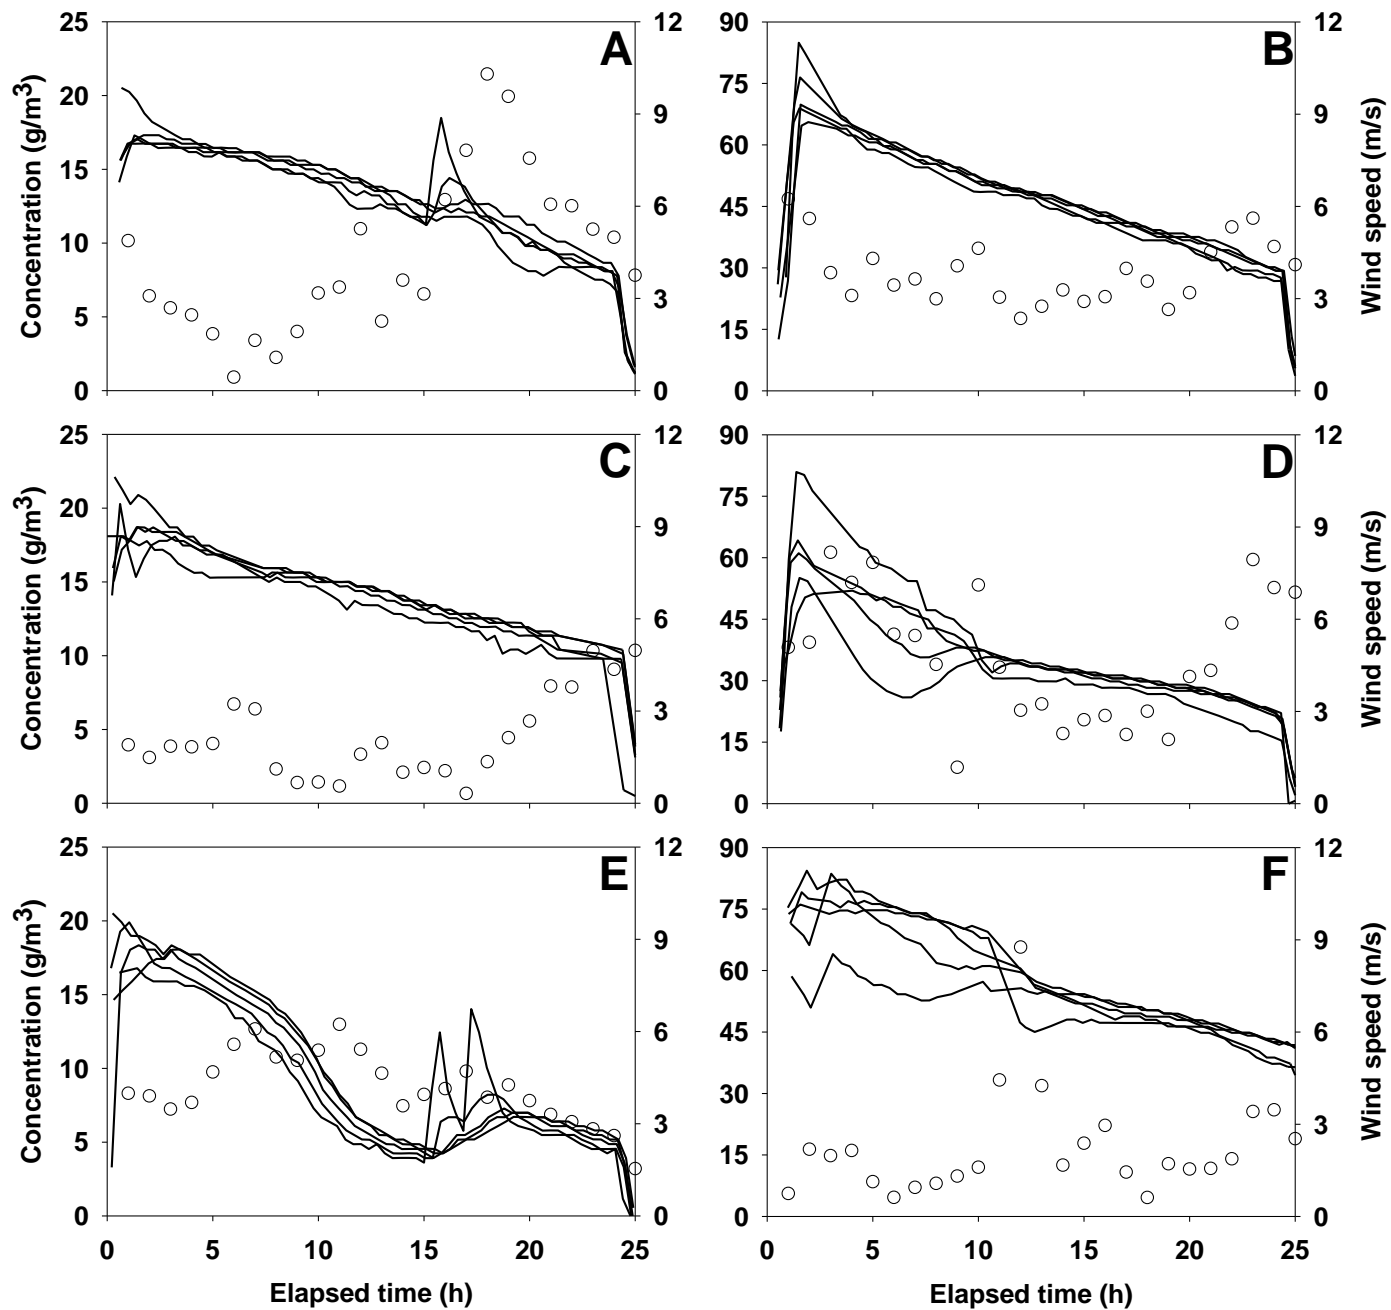 25 20 15 10 5 0
Concentration (g/m3)
A
12 9 6 3 0
90 75 60 45 30 15 0
B
12 9 6 3 0
Wind speed (m/s)
25 20 15 10 5 0
Concentration (g/m3)
C
12 9 6 3 0
90 75 60 45 30 15 0
D
12 9 6 3 0
Wind speed (m/s)
25 20 15 10 5 0
Concentration (g/m3)
E
12 9 6 3 0
90 75 60 45 30 15 0
F
12 9 6 3 0
Wind speed (m/s)
0 5 10 15 20 25
0 5 10 15 20 25
Elapsed time (h)
Elapsed time (h)